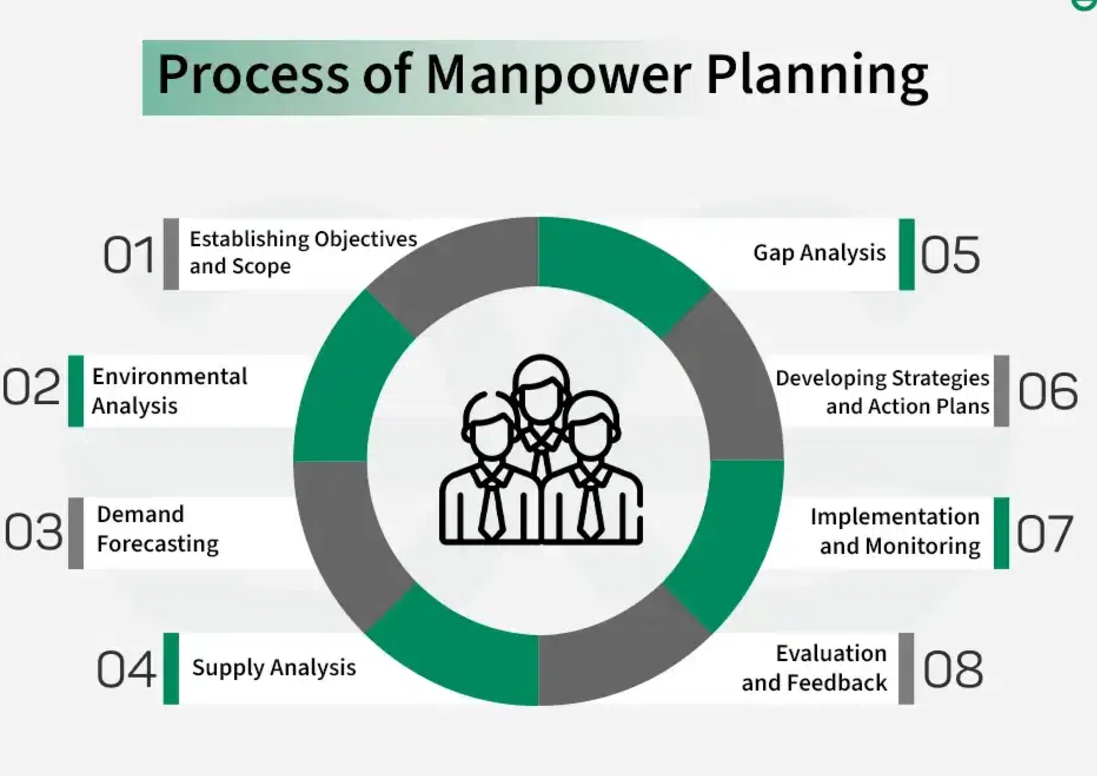 Process of Manpower Planning
01
Establishing Objectives
and Scope
02
Environmental
Analysis
03
Demand
Forecasting
04
Supply Analysis
Gap Analysis
05
Developing Strategies
and Action Plans
06
Implementation
and Monitoring
07
Evaluation
and Feedback
08